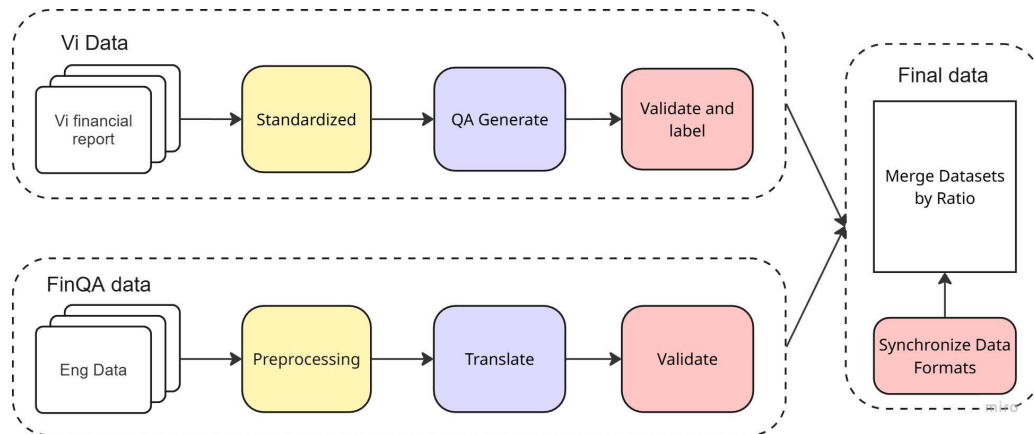 Vi Data
Vi financial
report
Standardized
QA Generate
Validate and
label
FinQA data
Eng Data
Preprocessing
Translate
Validate
Final data
Merge Datasets
by Ratio
Synchronize Data
Formats
miro